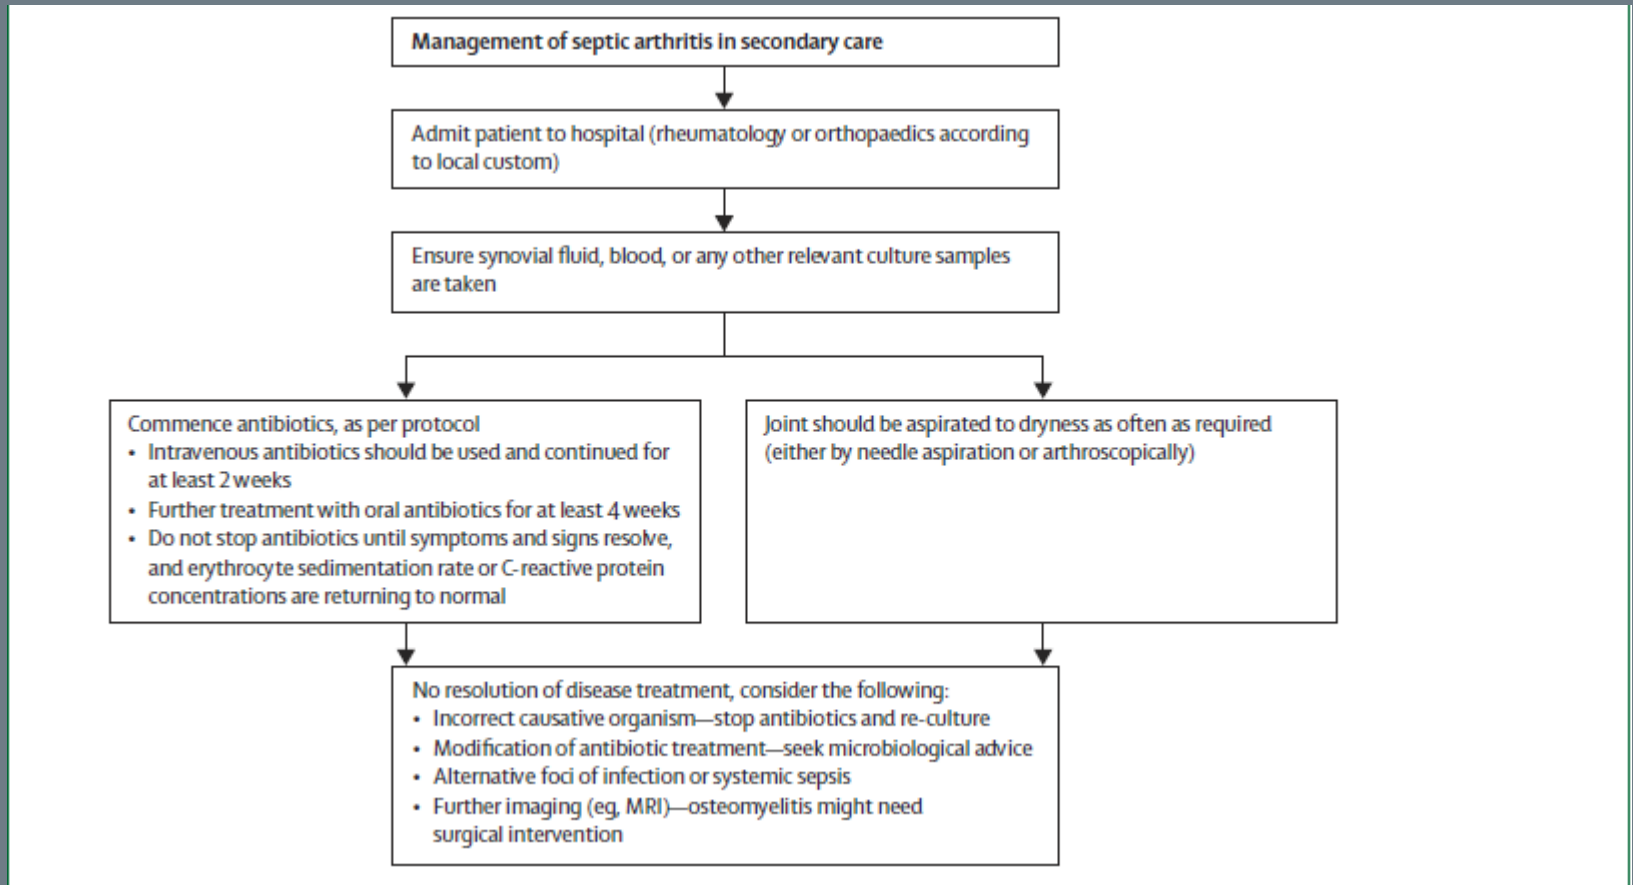 Management of septic arthritis in secondary care
Admit patient to hospital (rheumatology or orthopaedics according
to local custom)
Ensure synovial fluid, blood, or any other relevant culture samples
are taken
Commence antibiotics, as per protocol
• Intravenous antibiotics should be used and continued for
at least 2 weeks
• Further treatment with oral antibiotics for at least 4 weeks
• Do not stop antibiotics until symptoms and signs resolve,
and erythrocyte sedimentation rate or C-reactive protein
concentrations are returning to normal
Joint should be aspirated to dryness as often as required
(either by needle aspiration or arthroscopically)
No resolution of disease treatment, consider the following:
• Incorrect causative organism—stop antibiotics and re-culture
• Modification of antibiotic treatment—seek microbiological advice
• Alternative foci of infection or systemic sepsis
• Further imaging (eg, MRI)—osteomyelitis might need
surgical intervention